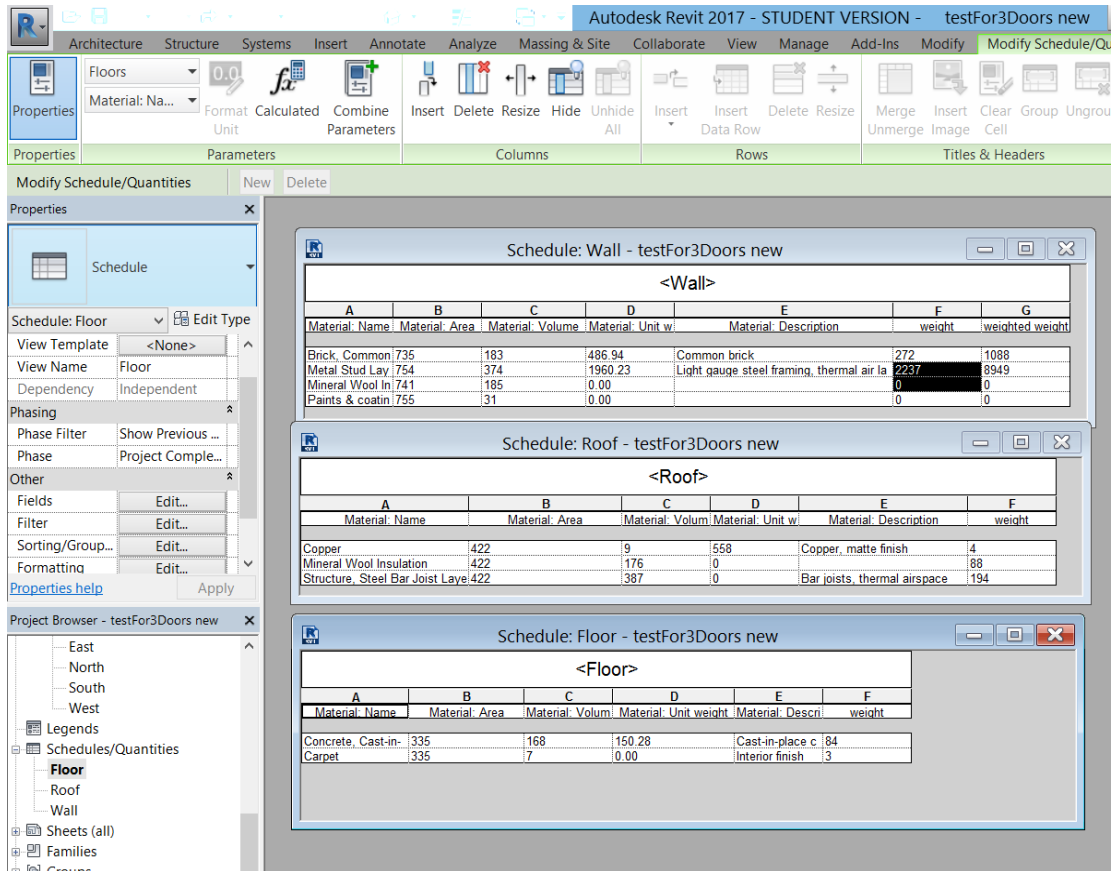 Autodesk Revit 2017 - STUDENT VERSION - testFor3Doors new
R
Architecture Structure Systems Insert Annotate Analyze Massing & Site Collaborate View Manage Add-Ins Modify Modify Schedule/Qu
Floors
Material: Na...
0.0
fx
Properties Format Unit Calculated Combine Parameters Insert Delete Resize Hide Unhide All Insert Insert Data Row Delete Resize Merge Unmerge Insert Image Clear Cell Group Ungrou
Properties Parameters Columns Rows Titles & Headers
Modify Schedule/Quantities New Delete
Properties
Schedule
Schedule: Floor Edit Type
View Template <None>
View Name Floor
Dependency Independent
Phasing
Phase Filter Show Previous ...
Phase Project Comple...
Other
Fields Edit...
Filter Edit...
Sorting/Group... Edit...
Formatting Edit...
Properties help Apply
Project Browser - testFor3Doors new
East
North
South
West
Legends
Schedules/Quantities
Floor
Roof
Wall
Sheets (all)
Families
Groups
Schedule: Wall - testFor3Doors new
<Wall>
A B C D E F G
Material: Name Material: Area Material: Volume Material: Unit w Material: Description weight weighted weight
Brick, Common 735 183 486.94 Common brick 272 1088
Metal Stud Lay 754 374 1960.23 Light gauge steel framing, thermal air la 2237 8949
Mineral Wool In 741 185 0.00 0 0
Paints & coatin 755 31 0.00 0 0
Schedule: Roof - testFor3Doors new
<Roof>
A B C D E F
Material: Name Material: Area Material: Volum Material: Unit w Material: Description weight
Copper 422 9 558 Copper, matte finish 4
Mineral Wool Insulation 422 176 0 88
Structure, Steel Bar Joist Laye 422 387 0 Bar joists, thermal airspace 194
Schedule: Floor - testFor3Doors new
<Floor>
A B C D E F
Material: Name Material: Area Material: Volum Material: Unit weight Material: Descri weight
Concrete, Cast-in- 335 168 150.28 Cast-in-place c 84
Carpet 335 7 0.00 Interior finish 3